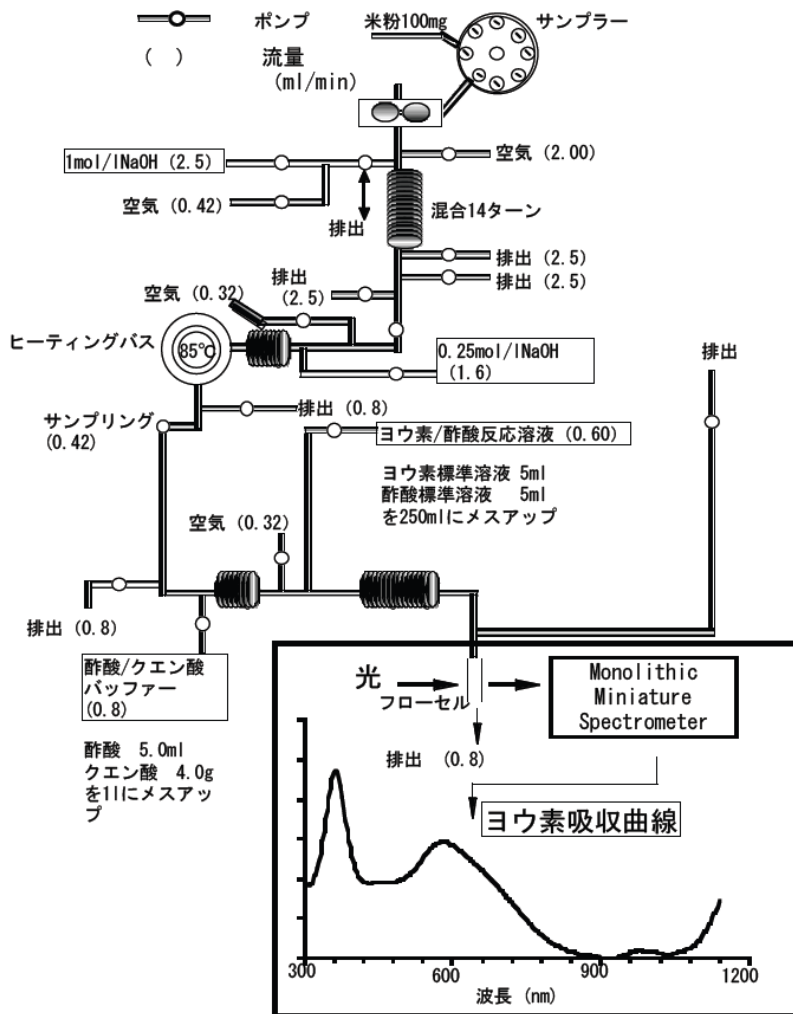 ポンプ
米粉100mg
サンプラー
( )
流量
(ml/min)
1mol/lNaOH (2.5)
空気 (2.00)
空気 (0.42)
排出
混合14ターン
排出 (2.5)
排出 (2.5)
空気 (0.32)
排出
(2.5)
ヒーティングバス
85℃
0.25mol/lNaOH
(1.6)
排出
サンプリング
(0.42)
排出 (0.8)
ヨウ素/酢酸反応溶液 (0.60)
ヨウ素標準溶液 5ml
酢酸標準溶液 5ml
を250mlにメスアップ
空気 (0.32)
排出 (0.8)
酢酸/クエン酸
バッファー
(0.8)
酢酸 5.0ml
クエン酸 4.0g
を1lにメスアッ
プ
光
フローセル
Monolithic
Miniature
Spectrometer
排出 (0.8)
ヨウ素吸収曲線
300
600
900
1200
波長 (nm)